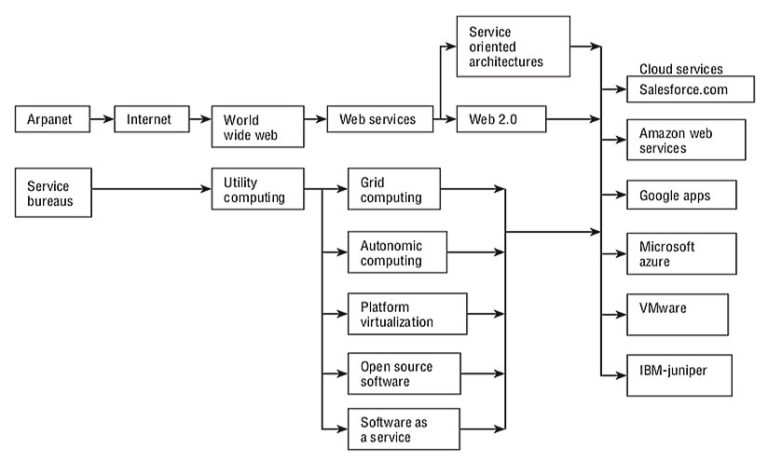 Service
oriented
architectures
Cloud services
Salesforce.com
Arpanet
Internet
World
wide web
Web services
Web 2.0
Amazon web
services
Service
bureaus
Utility
computing
Grid
computing
Google apps
Autonomic
computing
Microsoft
azure
Platform
virtualization
VMware
Open source
software
IBM-juniper
Software as
a service